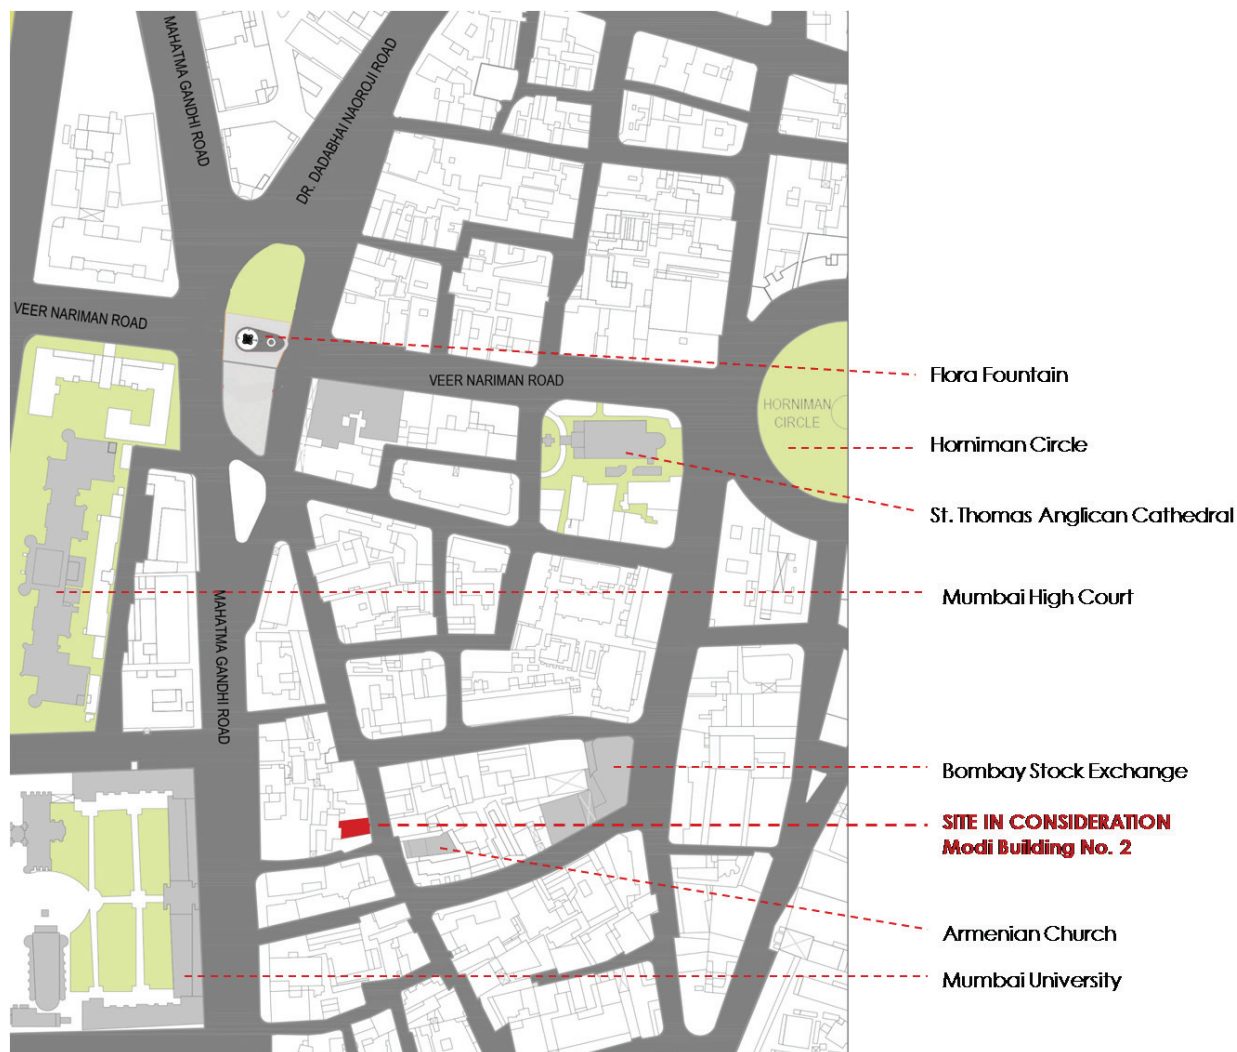 MAHATMA GANDHI ROAD
DR. DADABHAI NAOROJI ROAD
VEER NARIMAN ROAD
VEER NARIMAN ROAD
HORNIMAN
CIRCLE
MAHATMA GANDHI ROAD
Flora Fountain
Horniman Circle
St. Thomas Anglican Cathedral
Mumbai High Court
Bombay Stock Exchange
SITE IN CONSIDERATION
Modi Building No. 2
Armenian Church
Mumbai University